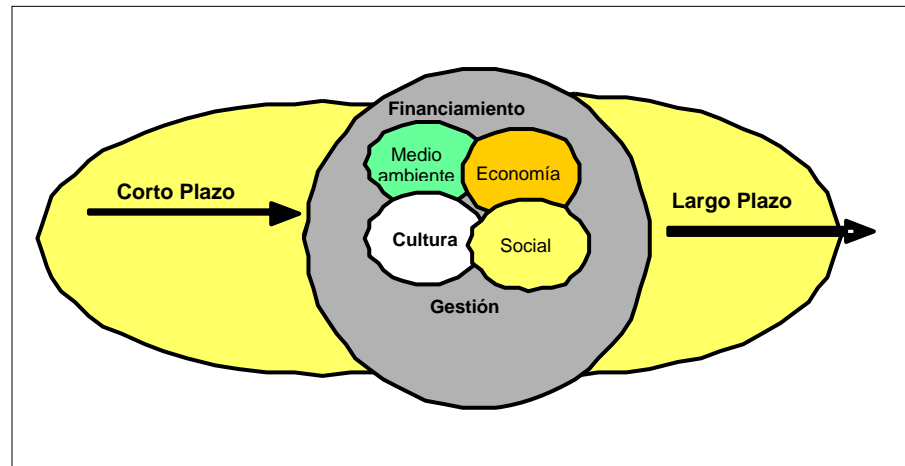 Financiamiento
Medio
ambiente
Economía
Corto Plazo
Largo Plazo
Cultura
Social
Gestión